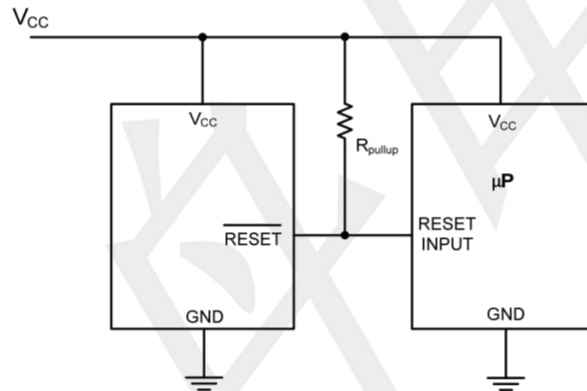 VCC
VCC
Rpullup
VCC
μP
RESET
RESET
INPUT
GND
GND